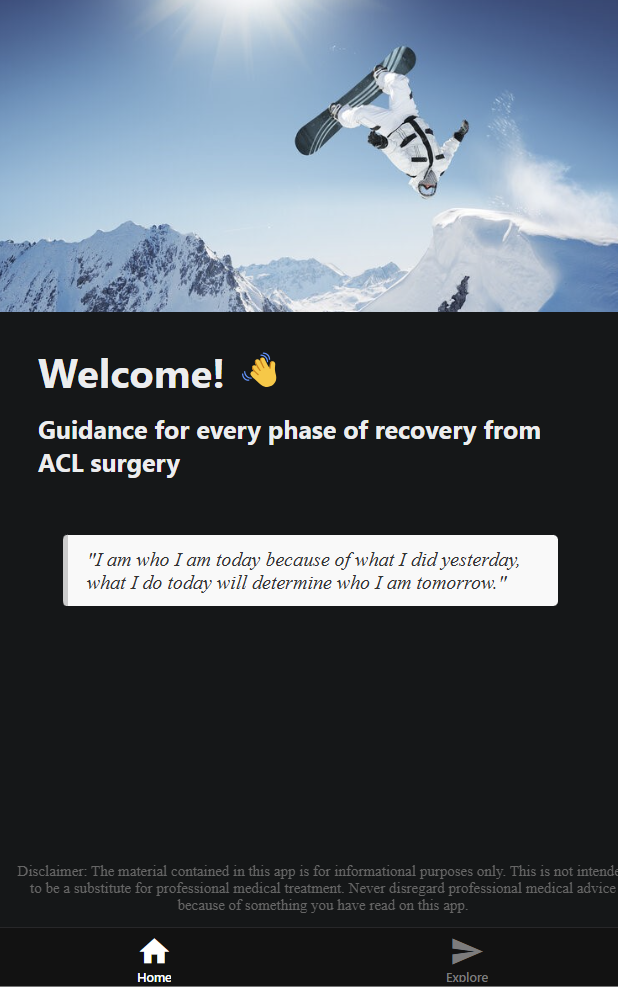 Welcome! 👋
Guidance for every phase of recovery from
ACL surgery
"I am who I am today because of what I did yesterday,
what I do today will determine who I am tomorrow."
Disclaimer: The material contained in this app is for informational purposes only. This is not intende
to be a substitute for professional medical treatment. Never disregard professional medical advice
because of something you have read on this app.
Home
Explore